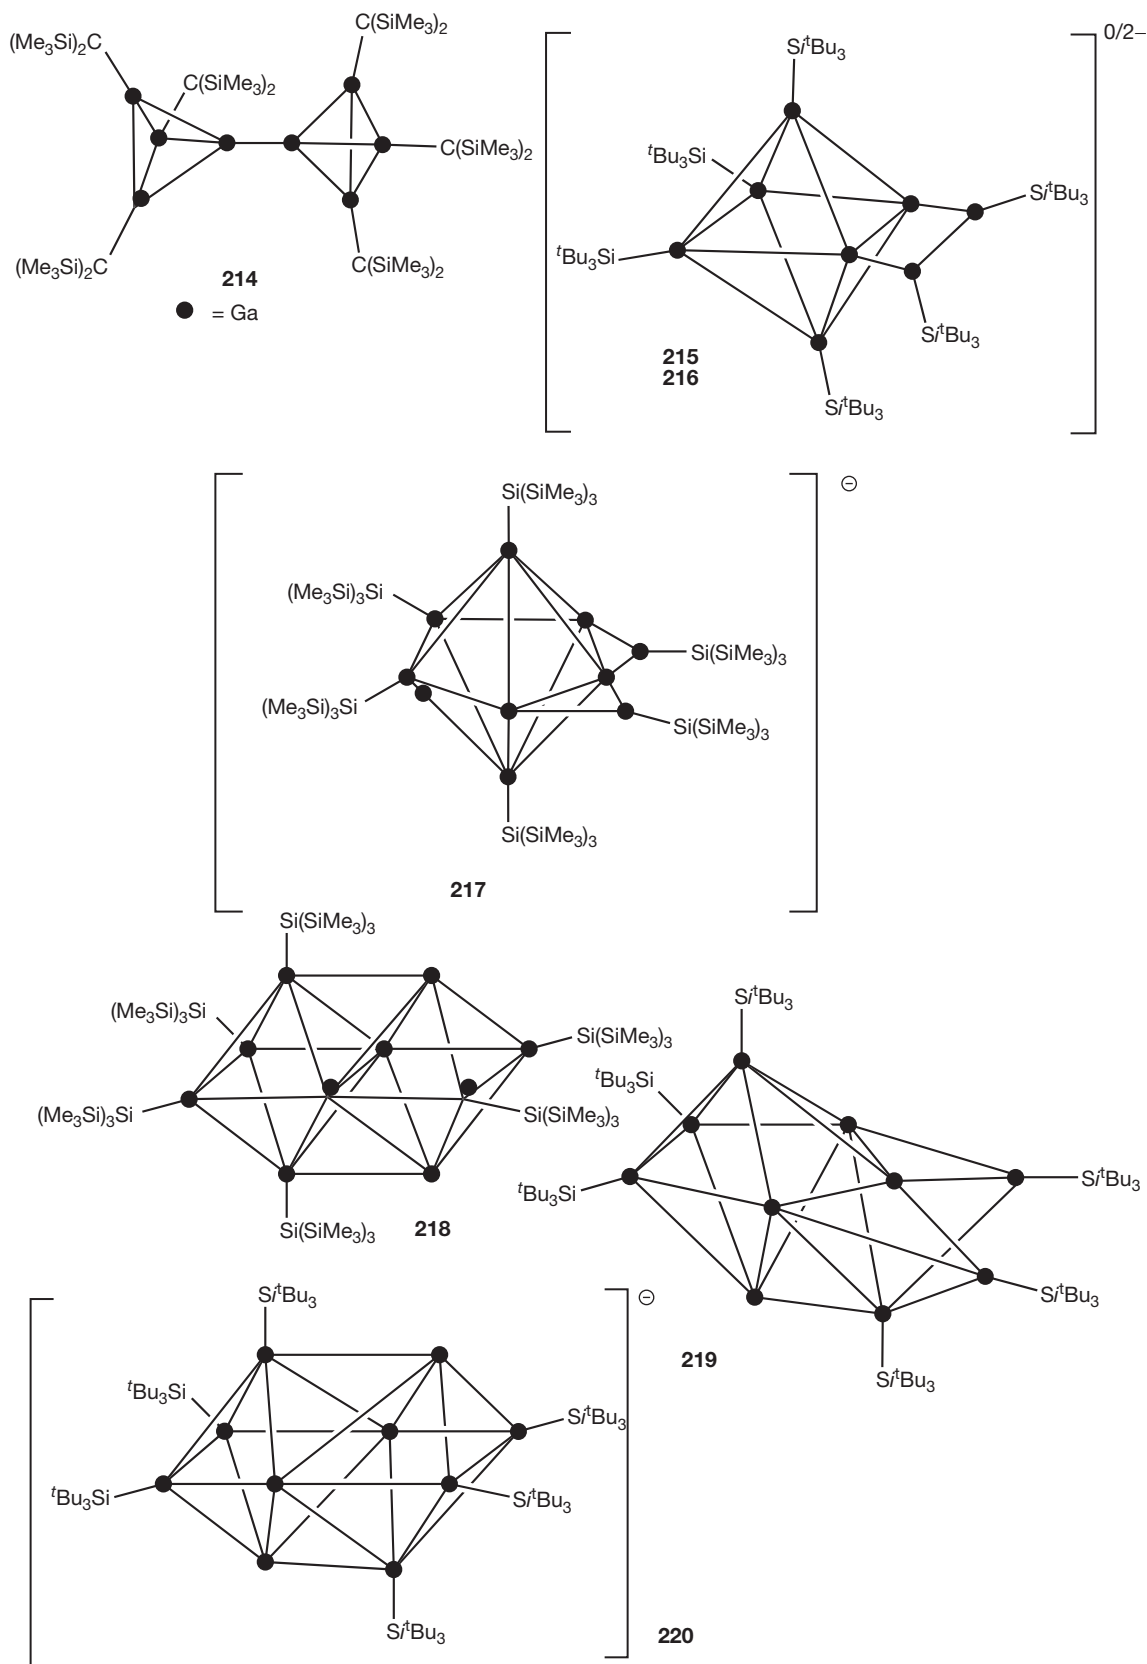 C(SiMe₃)₂
(Me₃Si)₂C
C(SiMe₃)₂
C(SiMe₃)₂
(Me₃Si)₂C
C(SiMe₃)₂
214
= Ga
0/2–
SiᵗBu₃
ᵗBu₃Si
SiᵗBu₃
ᵗBu₃Si
SiᵗBu₃
215
216
SiᵗBu₃
⊖
Si(SiMe₃)₃
(Me₃Si)₃Si
Si(SiMe₃)₃
(Me₃Si)₃Si
Si(SiMe₃)₃
Si(SiMe₃)₃
217
Si(SiMe₃)₃
(Me₃Si)₃Si
Si(SiMe₃)₃
(Me₃Si)₃Si
Si(SiMe₃)₃
Si(SiMe₃)₃
218
SiᵗBu₃
ᵗBu₃Si
ᵗBu₃Si
SiᵗBu₃
SiᵗBu₃
SiᵗBu₃
219
⊖
SiᵗBu₃
ᵗBu₃Si
SiᵗBu₃
ᵗBu₃Si
SiᵗBu₃
SiᵗBu₃
220